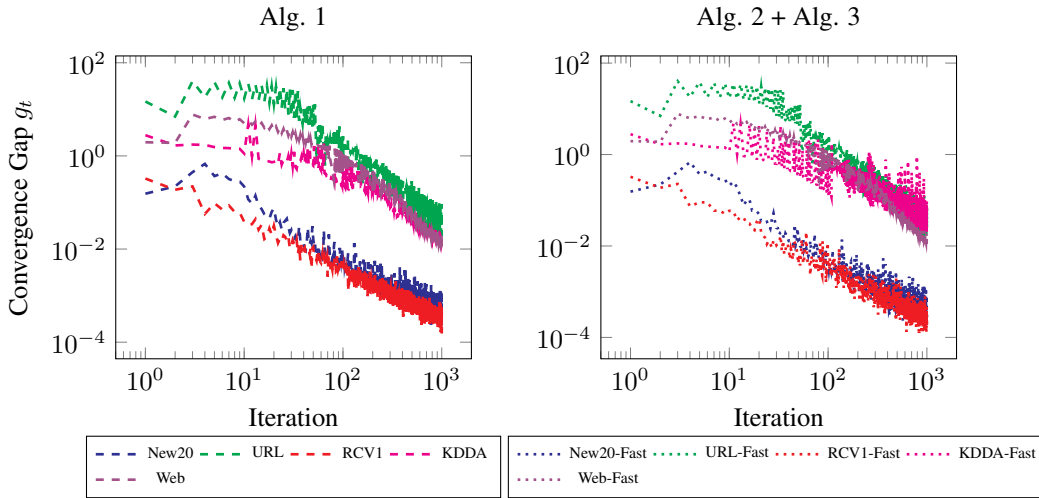 Alg. 1
Alg. 2 + Alg. 3
Convergence Gap g_t
10^2
10^0
10^−2
10^−4
10^0 10^1 10^2 10^3
Iteration
10^2
10^0
10^−2
10^−4
10^0 10^1 10^2 10^3
Iteration
New20 URL RCV1 KDDA
Web
New20-Fast URL-Fast RCV1-Fast KDDA-Fast
Web-Fast